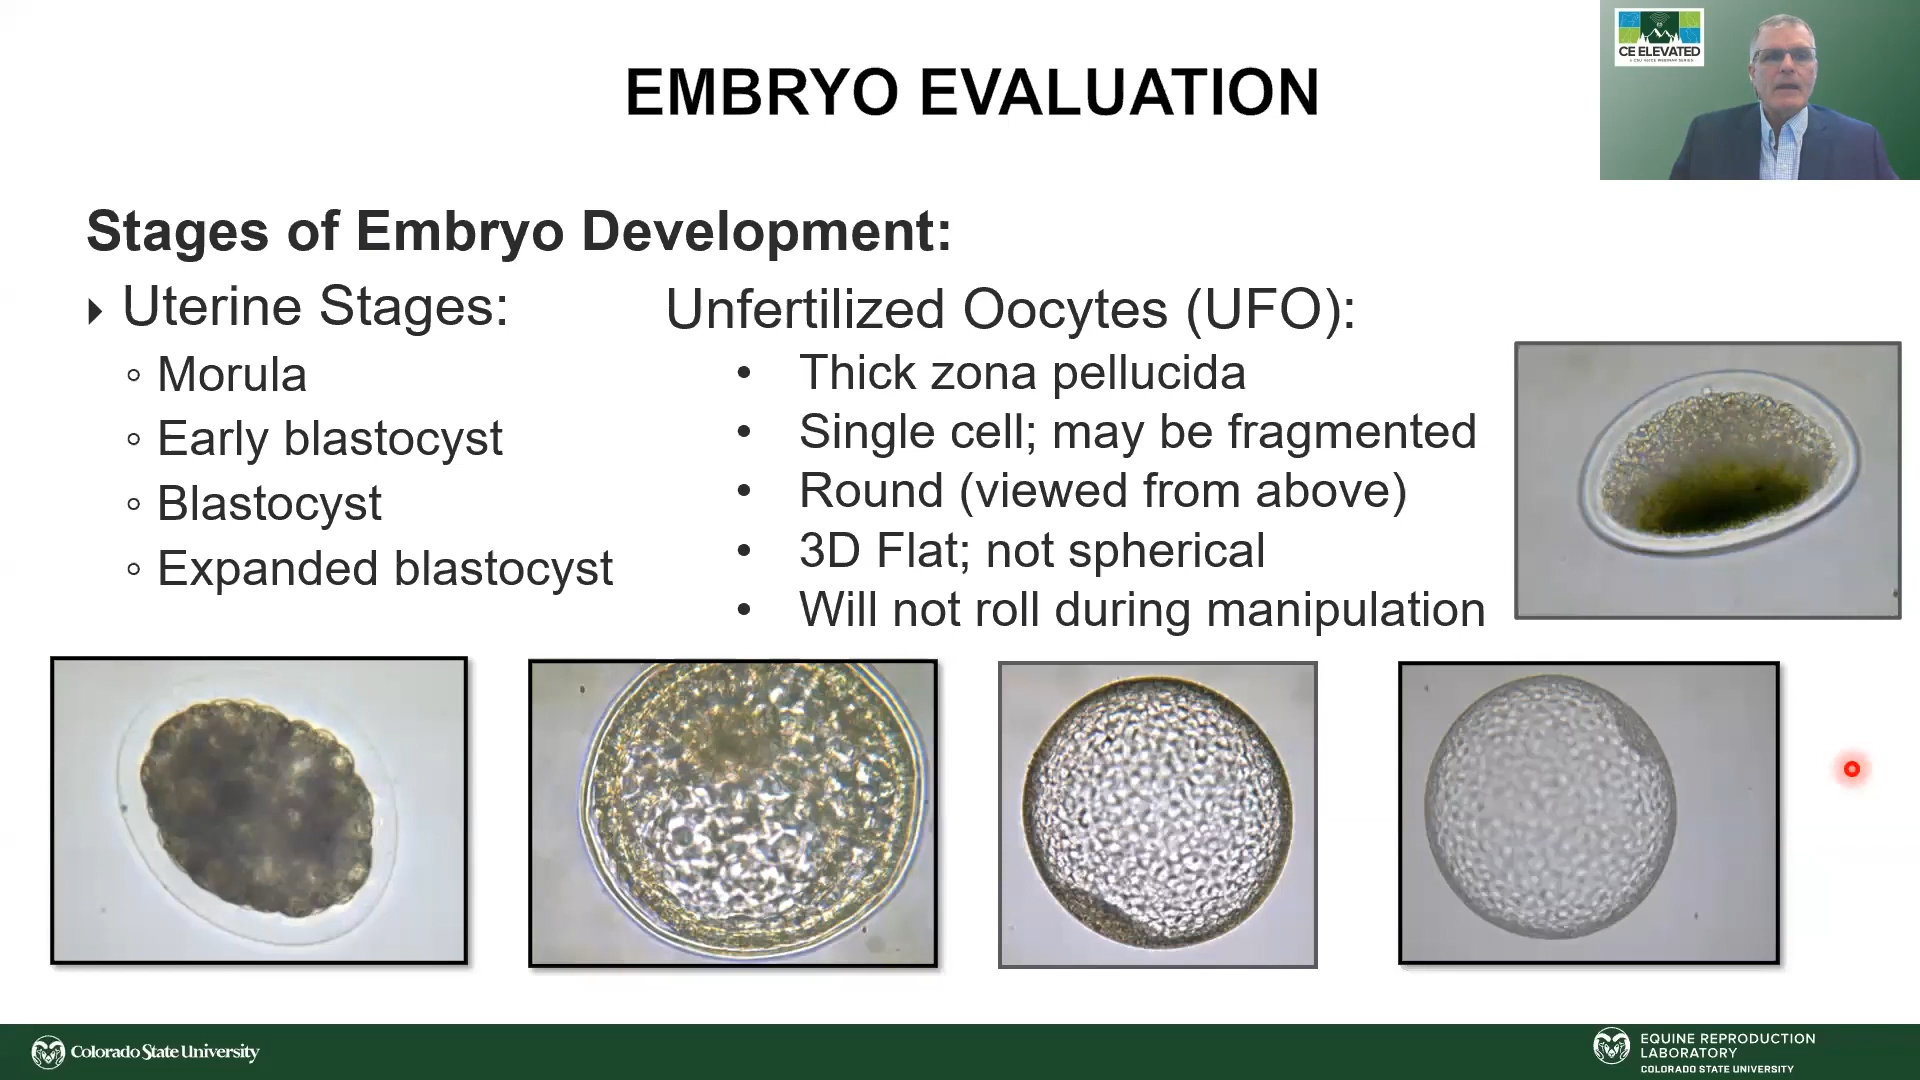 CE ELEVATED
EMBRYO EVALUATION
Stages of Embryo Development:
Uterine Stages:
Morula
Early blastocyst
Blastocyst
Expanded blastocyst
Unfertilized Oocytes (UFO):
• Thick zona pellucida
• Single cell; may be fragmented
• Round (viewed from above)
• 3D Flat; not spherical
• Will not roll during manipulation
Colorado State University
EQUINE REPRODUCTION
LABORATORY
COLORADO STATE UNIVERSITY